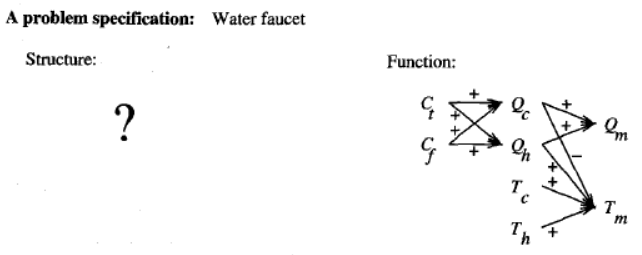 A problem specification: Water faucet
Structure: Function:
?
C_t + Q_c +
+ + Q_m
+ +
C_f + Q_h −
+
T_c +
T_m
T_h +